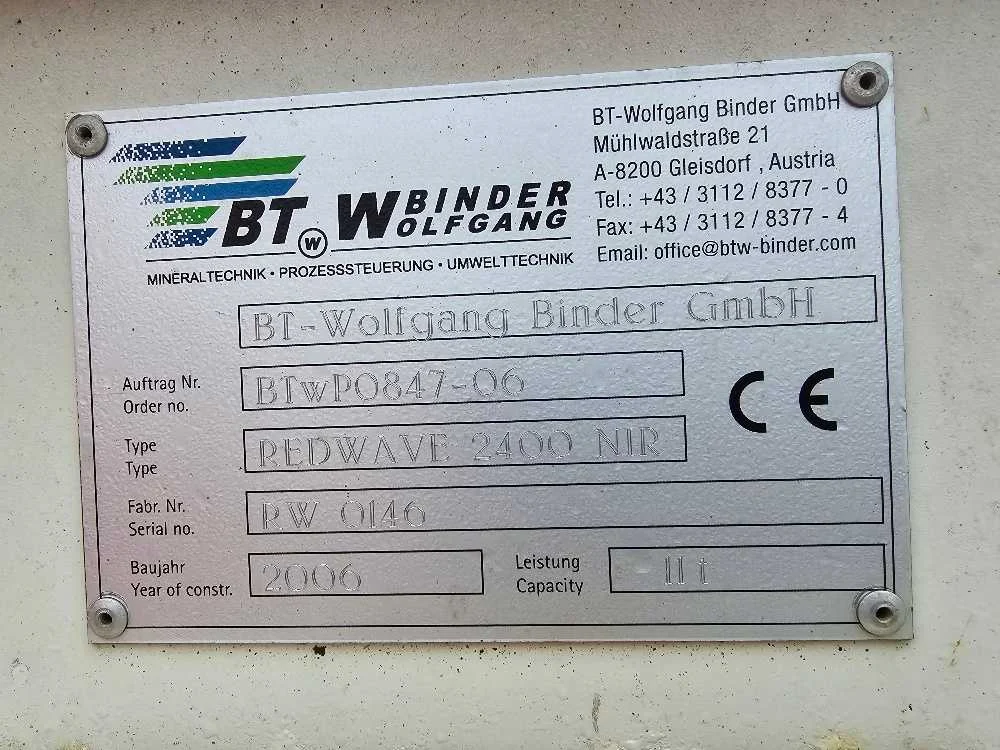 BT-Wolfgang Binder GmbH
Mühlwaldstraße 21
A-8200 Gleisdorf , Austria
Tel.: +43 / 3112 / 8377 - 0
Fax: +43 / 3112 / 8377 - 4
Email: office@btw-binder.com
BT W BINDER
WOLFGANG
MINERALTECHNIK · PROZESSSTEUERUNG · UMWELTTECHNIK
BT-Wolfgang Binder GmbH
Auftrag Nr.
Order no.
BTwP0847-06
CE
Type
Type
REDWAVE 2400 NIR
Fabr. Nr.
Serial no.
RW 0146
Baujahr
Year of constr.
2006
Leistung
Capacity
11 t